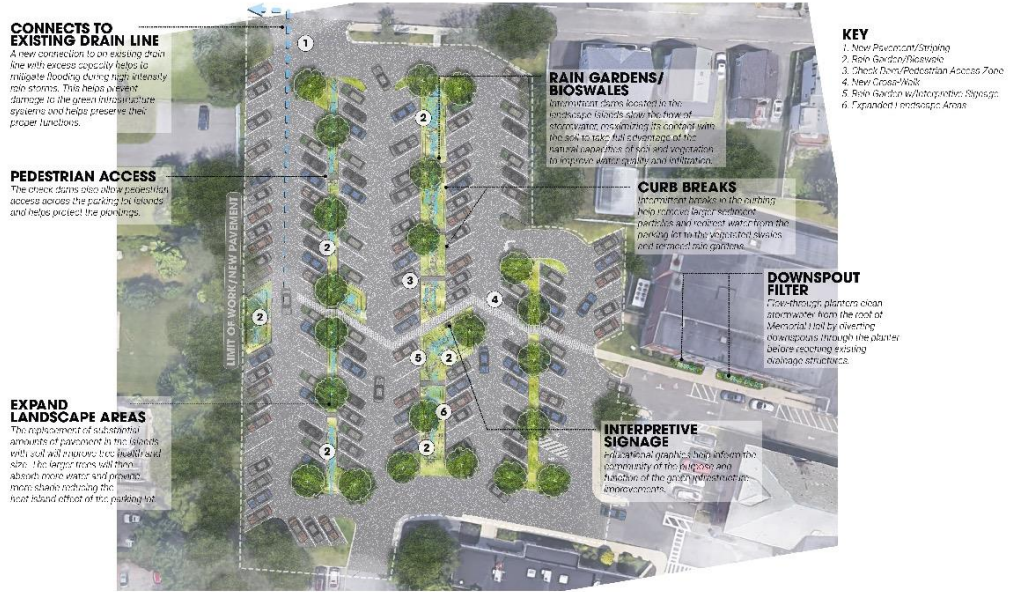 CONNECTS TO
EXISTING DRAIN LINE
A new connection to an existing drain
line with excess capacity helps to
mitigate flooding during high intensity
rain storms. This helps prevent
damage to the green infrastructure
systems and helps preserve their
proper functions.
PEDESTRIAN ACCESS
The check dams also allow pedestrian
access across the parking lot islands
and helps protect the plantings.
LIMIT OF WORK/NEW PAVEMENT
EXPAND
LANDSCAPE AREAS
The replacement of substantial
amounts of pavement in the islands
with soil will improve tree health and
size. The larger trees will then
absorb more water and provide
more shade reducing the
heat island effect of the parking lot.
1
2
2
2
3
4
5
2
6
2
2
RAIN GARDENS/
BIOSWALES
Intermittent dams located in the
landscape islands slow the flow of
stormwater, maximizing its contact with
the soil to take full advantage of the
natural capacities of soil and vegetation
to improve water quality and infiltration.
CURB BREAKS
Intermittent breaks in the curbing
help remove larger sediment
particles and redirect water from the
parking lot to the vegetated swales
and terraced rain gardens.
DOWNSPOUT
FILTER
Flow-through planters clean
stormwater from the roof of
Memorial Hall by diverting
downspouts through the planter
before reaching existing
drainage structures.
INTERPRETIVE
SIGNAGE
Educational graphics help inform the
community of the purpose and
function of the green infrastructure
improvements.
KEY
1. New Pavement/Striping
2. Rain Garden/Bioswale
3. Check Dam/Pedestrian Access Zone
4. New Cross-Walk
5. Rain Garden w/Interpretive Signage
6. Expanded Landscape Areas